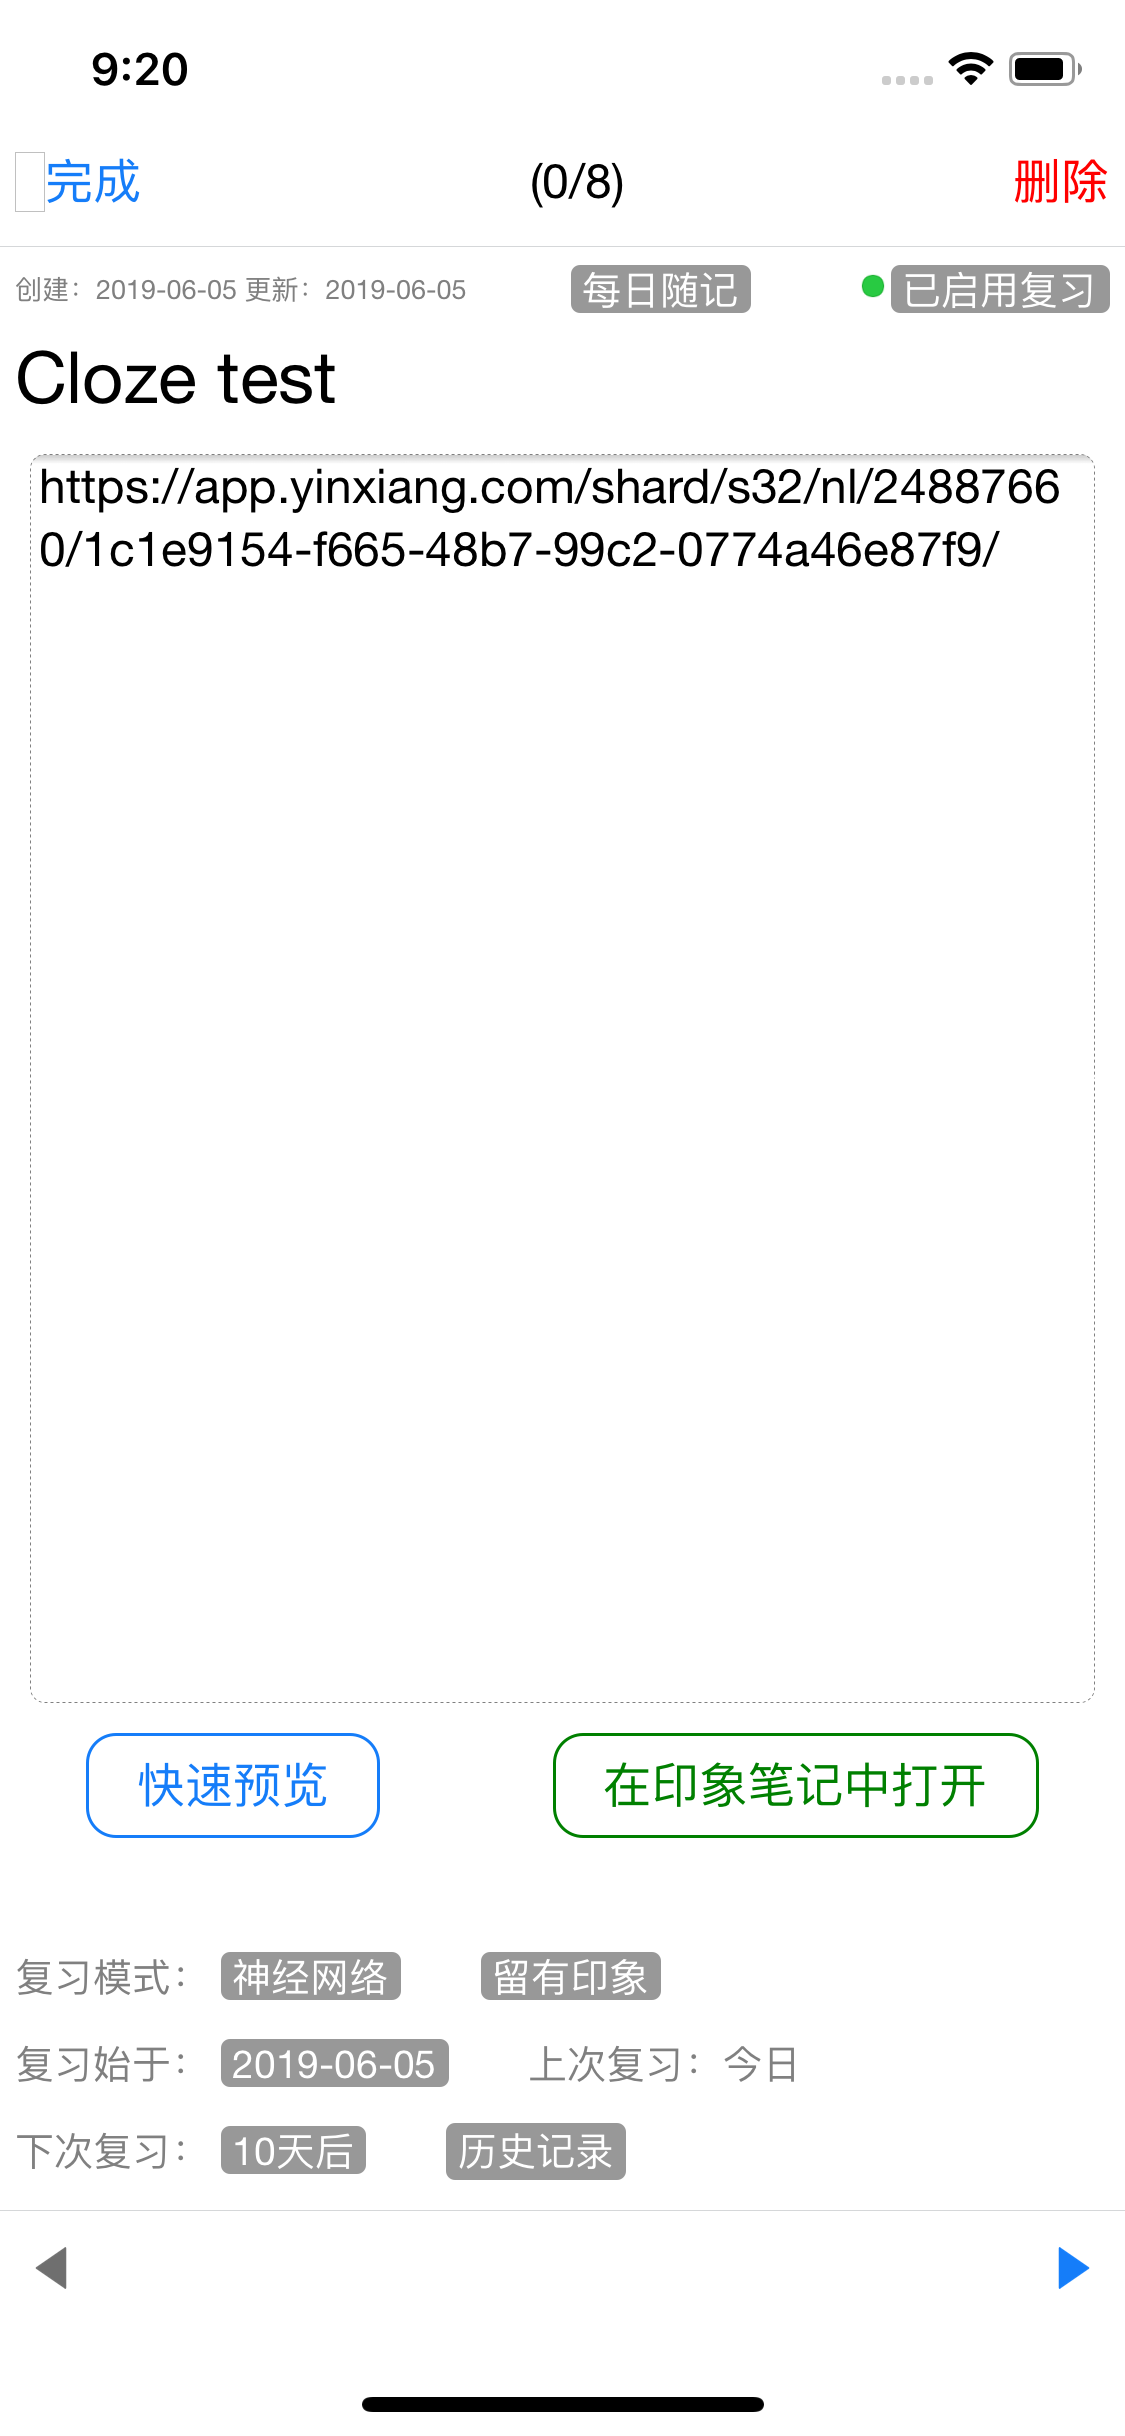 9:20
完成 (0/8) 删除
创建：2019-06-05 更新：2019-06-05 每日随记 已启用复习
Cloze test
https://app.yinxiang.com/shard/s32/nl/2488766
0/1c1e9154-f665-48b7-99c2-0774a46e87f9/
快速预览 在印象笔记中打开
复习模式： 神经网络 留有印象
复习始于： 2019-06-05 上次复习：今日
下次复习： 10天后 历史记录